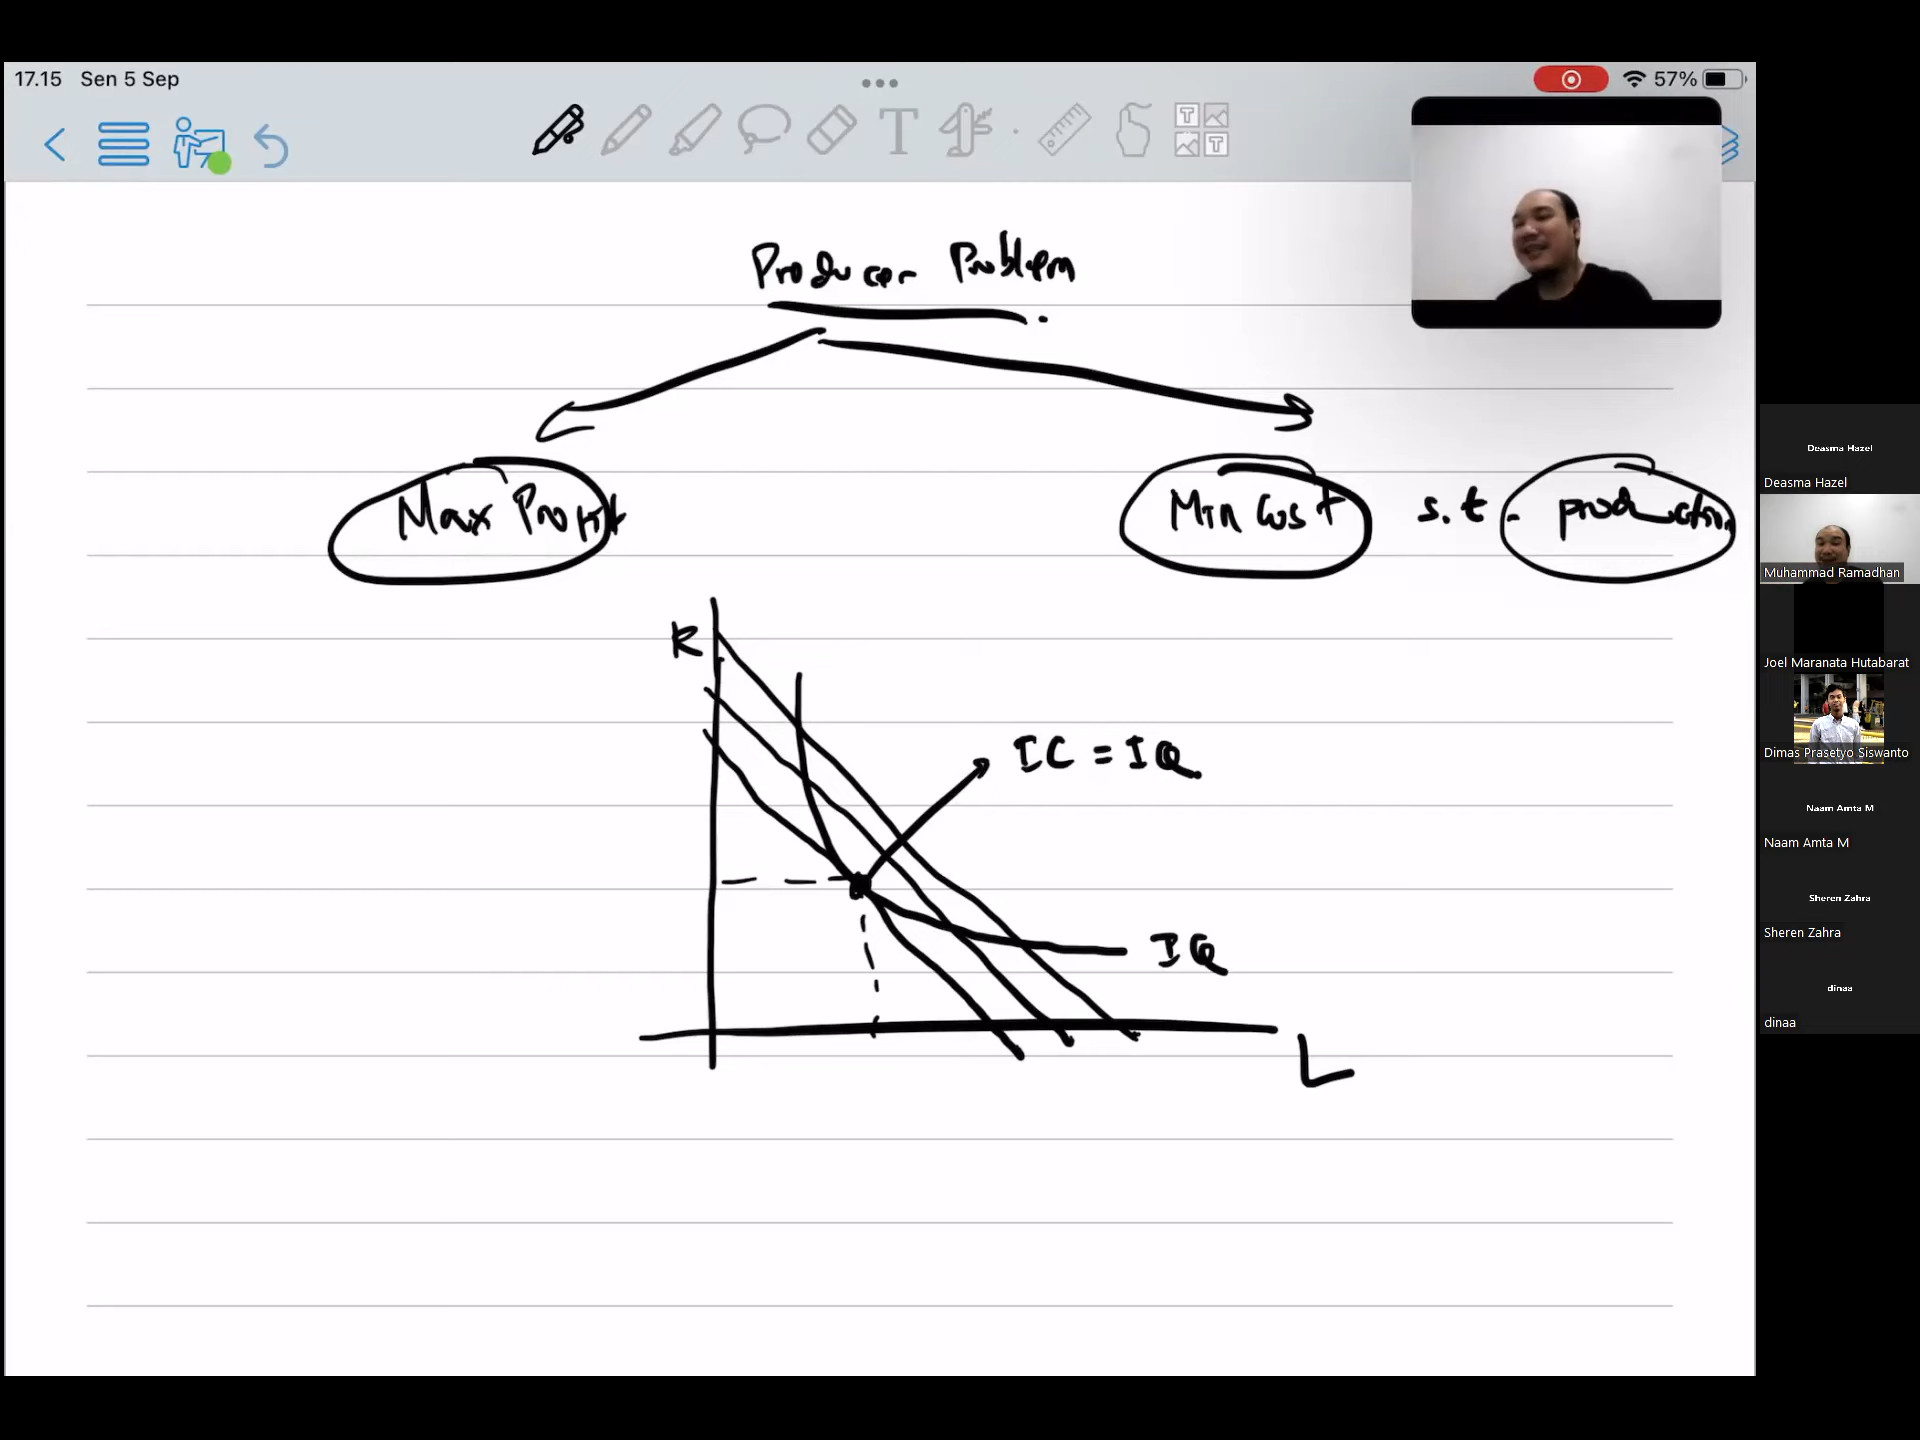 17.15 Sen 5 Sep
57%
T
T
T
Producer Problem
Max Profit
Min Cost s.t. production
K
IC = IQ
IQ
L
Deasma Hazel
Deasma Hazel
Muhammad Ramadhan
Joel Maranata Hutabarat
Dimas Prasetyo Siswanto
Naam Amta M
Naam Amta M
Sheren Zahra
Sheren Zahra
dinaa
dinaa